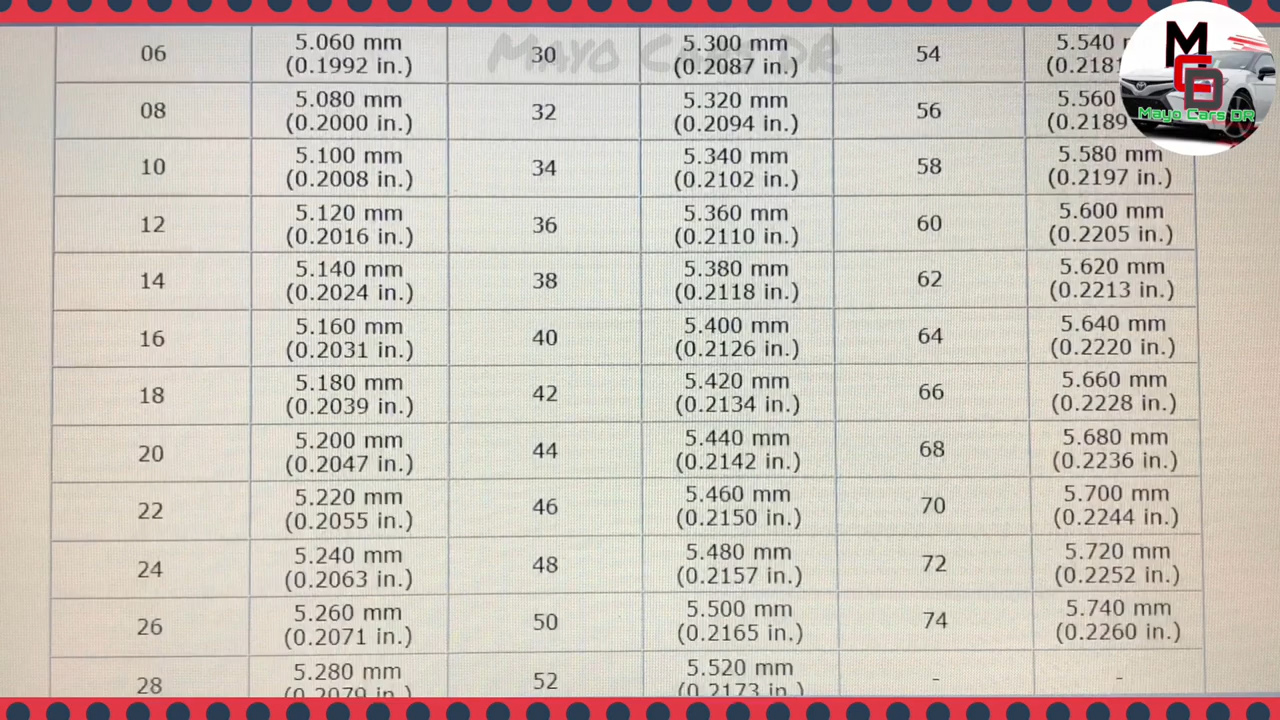 Mayo Cars DR
06 5.060 mm (0.1992 in.) 30 5.300 mm (0.2087 in.) 54 5.540
08 5.080 mm (0.2000 in.) 32 5.320 mm (0.2094 in.) 56 5.560
10 5.100 mm (0.2008 in.) 34 5.340 mm (0.2102 in.) 58 5.580 mm (0.2197 in.)
12 5.120 mm (0.2016 in.) 36 5.360 mm (0.2110 in.) 60 5.600 mm (0.2205 in.)
14 5.140 mm (0.2024 in.) 38 5.380 mm (0.2118 in.) 62 5.620 mm (0.2213 in.)
16 5.160 mm (0.2031 in.) 40 5.400 mm (0.2126 in.) 64 5.640 mm (0.2220 in.)
18 5.180 mm (0.2039 in.) 42 5.420 mm (0.2134 in.) 66 5.660 mm (0.2228 in.)
20 5.200 mm (0.2047 in.) 44 5.440 mm (0.2142 in.) 68 5.680 mm (0.2236 in.)
22 5.220 mm (0.2055 in.) 46 5.460 mm (0.2150 in.) 70 5.700 mm (0.2244 in.)
24 5.240 mm (0.2063 in.) 48 5.480 mm (0.2157 in.) 72 5.720 mm (0.2252 in.)
26 5.260 mm (0.2071 in.) 50 5.500 mm (0.2165 in.) 74 5.740 mm (0.2260 in.)
28 5.280 mm (0.2079 in.) 52 5.520 mm (0.2173 in.) - -
MCD
Mayo Cars DR